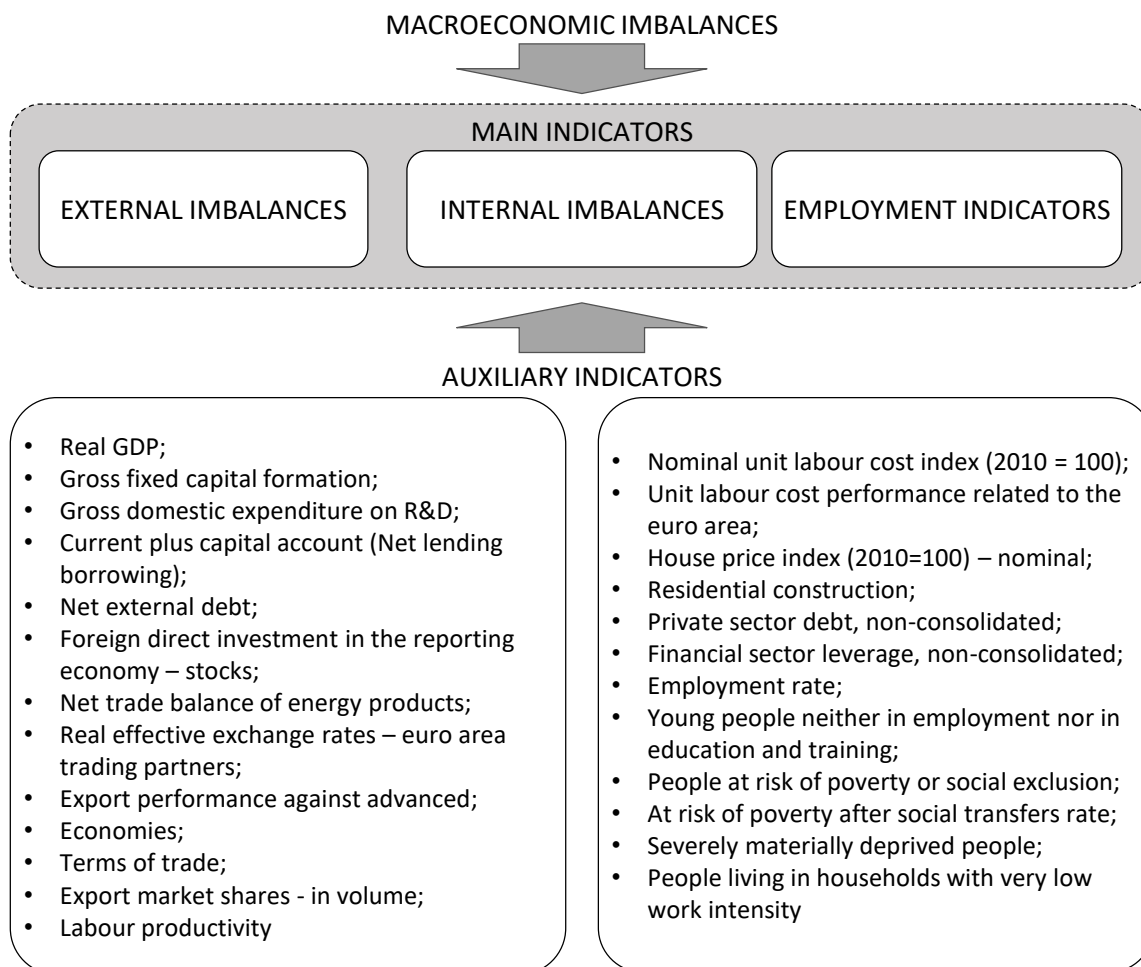 MACROECONOMIC IMBALANCES
MAIN INDICATORS
EXTERNAL IMBALANCES
INTERNAL IMBALANCES
EMPLOYMENT INDICATORS
AUXILIARY INDICATORS
• Real GDP;
• Gross fixed capital formation;
• Gross domestic expenditure on R&D;
• Current plus capital account (Net lending
borrowing);
• Net external debt;
• Foreign direct investment in the reporting
economy – stocks;
• Net trade balance of energy products;
• Real effective exchange rates – euro area
trading partners;
• Export performance against advanced;
• Economies;
• Terms of trade;
• Export market shares - in volume;
• Labour productivity
• Nominal unit labour cost index (2010 = 100);
• Unit labour cost performance related to the
euro area;
• House price index (2010=100) – nominal;
• Residential construction;
• Private sector debt, non-consolidated;
• Financial sector leverage, non-consolidated;
• Employment rate;
• Young people neither in employment nor in
education and training;
• People at risk of poverty or social exclusion;
• At risk of poverty after social transfers rate;
• Severely materially deprived people;
• People living in households with very low
work intensity